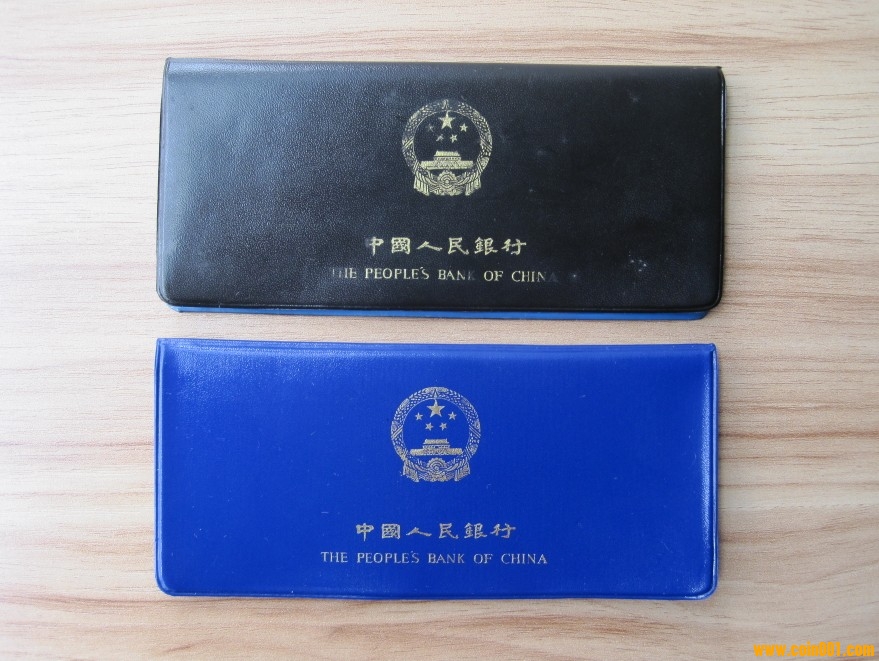 中國人民銀行
THE PEOPLE'S BANK OF CHINA
中國人民銀行
THE PEOPLE'S BANK OF CHINA
www.coin001.com